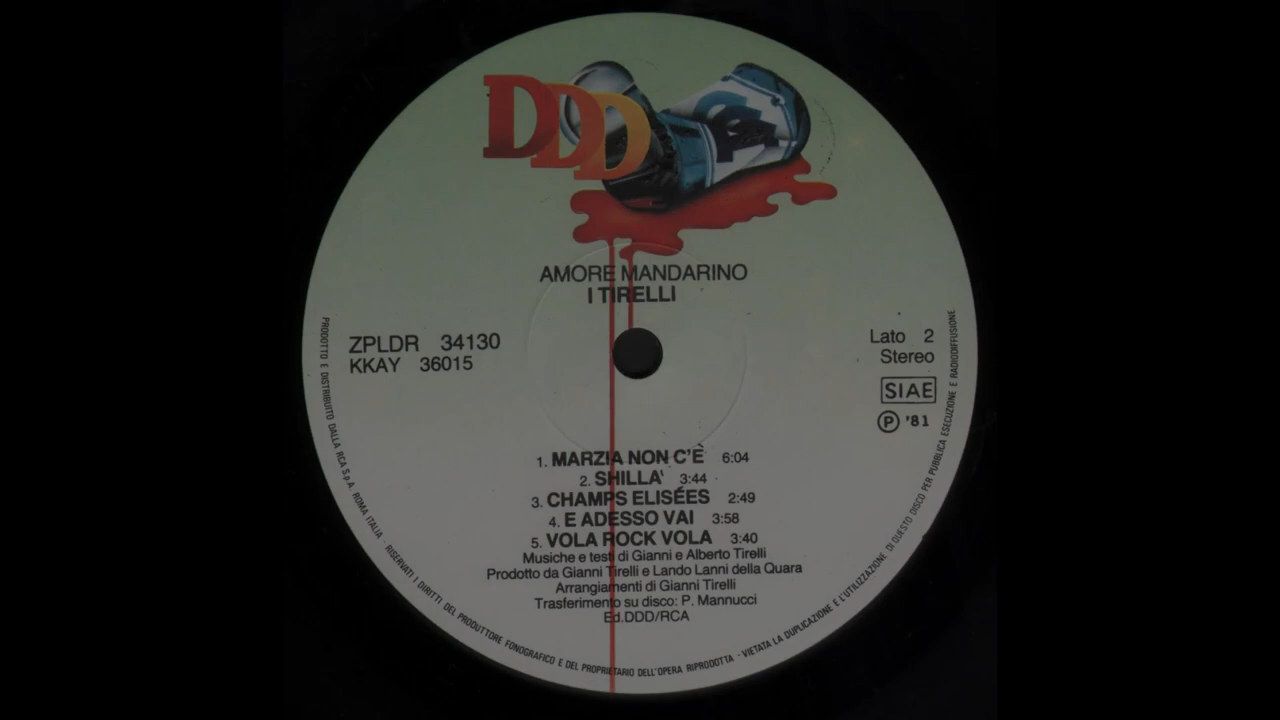 DDD
AMORE MANDARINO
I TIRELLI
ZPLDR 34130
KKAY 36015
Lato 2
Stereo
SIAE
Ⓟ '81
1. MARZIA NON C'È 6:04
2. SHILLA' 3:44
3. CHAMPS ELISÉES 2:49
4. E ADESSO VAI 3:58
5. VOLA ROCK VOLA 3:40
Musiche e testi di Gianni e Alberto Tirelli
Prodotto da Gianni Tirelli e Lando Lanni della Quara
Arrangiamenti di Gianni Tirelli
Trasferimento su disco: P. Mannucci
Ed.DDD/RCA
PRODOTTO E DISTRIBUITO DALLA RCA S.p.A. ROMA ITALIA - RISERVATI I DIRITTI DEL PRODUTTORE FONOGRAFICO E DEL PROPRIETARIO DELL'OPERA RIPRODOTTA - VIETATA LA DUPLICAZIONE E L'UTILIZZAZIONE DI QUESTO DISCO PER PUBBLICA ESECUZIONE E RADIODIFFUSIONE.